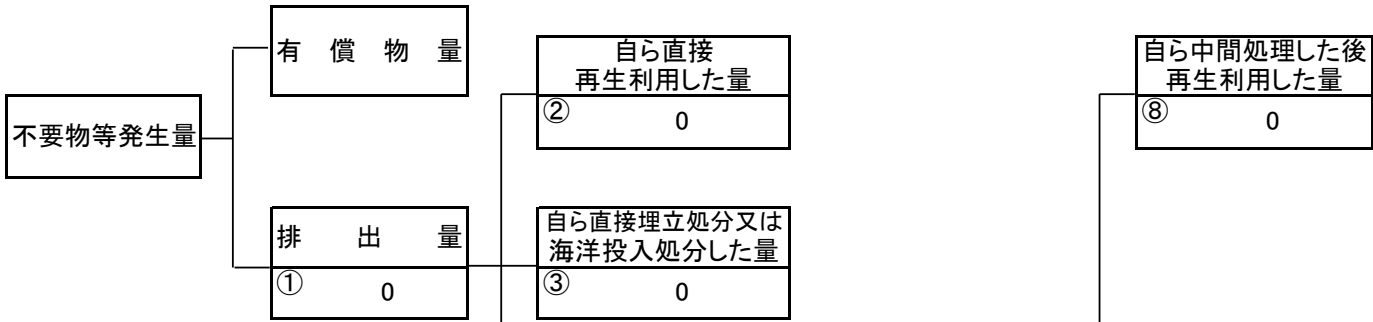 不要物等発生量
有償物量
排出量
①
0
自ら直接
再生利用した量
②
0
自ら直接埋立処分又は
海洋投入処分した量
③
0
自ら中間処理した後
再生利用した量
⑧
0